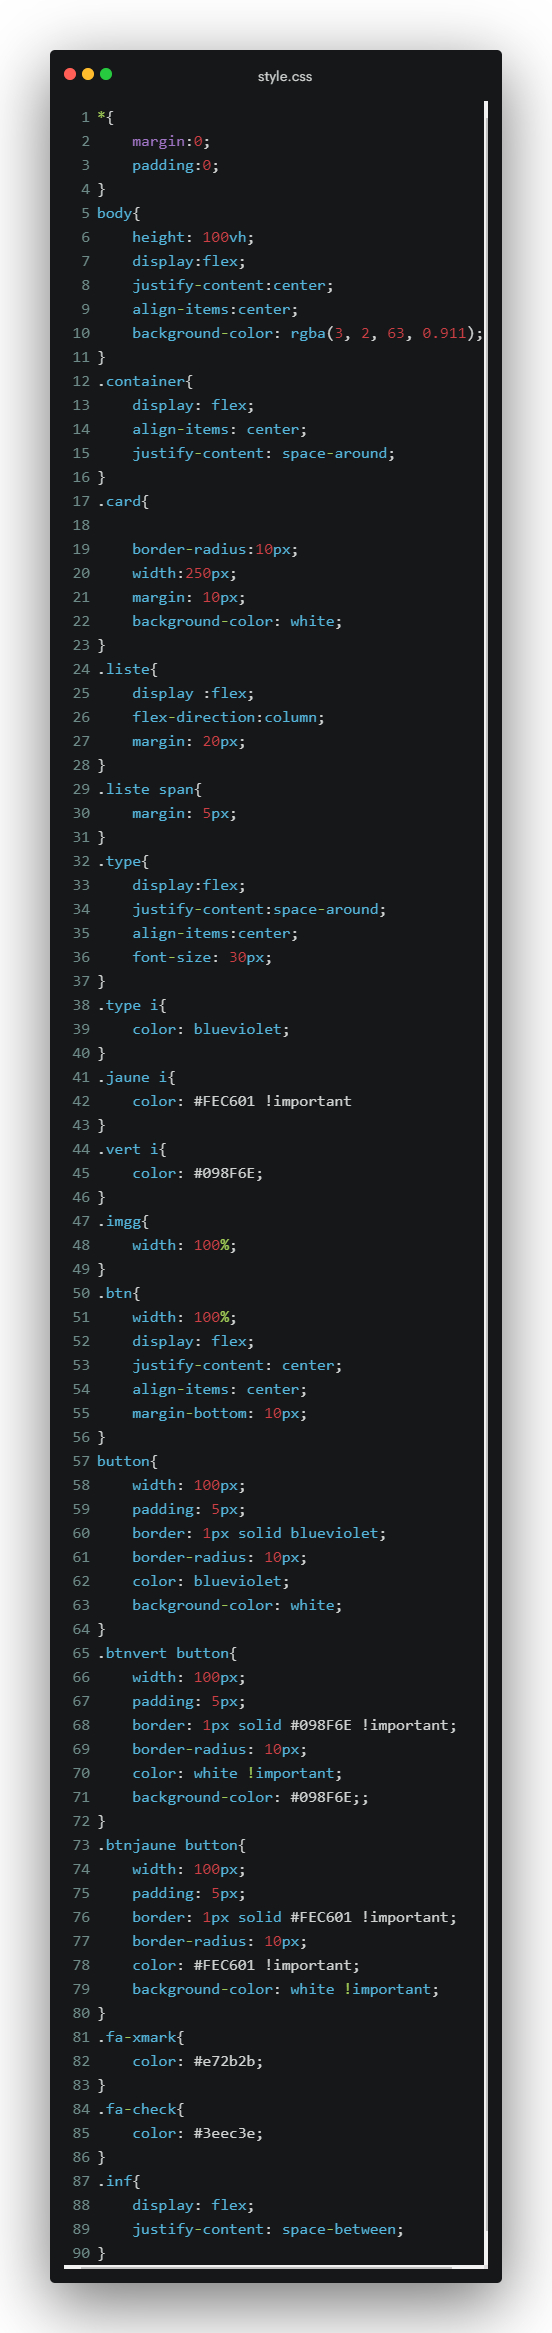 style.css
1 *{
2     margin:0;
3     padding:0;
4 }
5 body{
6     height: 100vh;
7     display:flex;
8     justify-content:center;
9     align-items:center;
10     background-color: rgba(3, 2, 63, 0.911);
11 }
12 .container{
13     display: flex;
14     align-items: center;
15     justify-content: space-around;
16 }
17 .card{
18
19     border-radius:10px;
20     width:250px;
21     margin: 10px;
22     background-color: white;
23 }
24 .liste{
25     display :flex;
26     flex-direction:column;
27     margin: 20px;
28 }
29 .liste span{
30     margin: 5px;
31 }
32 .type{
33     display:flex;
34     justify-content:space-around;
35     align-items:center;
36     font-size: 30px;
37 }
38 .type i{
39     color: blueviolet;
40 }
41 .jaune i{
42     color: #FEC601 !important
43 }
44 .vert i{
45     color: #098F6E;
46 }
47 .imgg{
48     width: 100%;
49 }
50 .btn{
51     width: 100%;
52     display: flex;
53     justify-content: center;
54     align-items: center;
55     margin-bottom: 10px;
56 }
57 button{
58     width: 100px;
59     padding: 5px;
60     border: 1px solid blueviolet;
61     border-radius: 10px;
62     color: blueviolet;
63     background-color: white;
64 }
65 .btnvert button{
66     width: 100px;
67     padding: 5px;
68     border: 1px solid #098F6E !important;
69     border-radius: 10px;
70     color: white !important;
71     background-color: #098F6E;;
72 }
73 .btnjaune button{
74     width: 100px;
75     padding: 5px;
76     border: 1px solid #FEC601 !important;
77     border-radius: 10px;
78     color: #FEC601 !important;
79     background-color: white !important;
80 }
81 .fa-xmark{
82     color: #e72b2b;
83 }
84 .fa-check{
85     color: #3eec3e;
86 }
87 .inf{
88     display: flex;
89     justify-content: space-between;
90 }